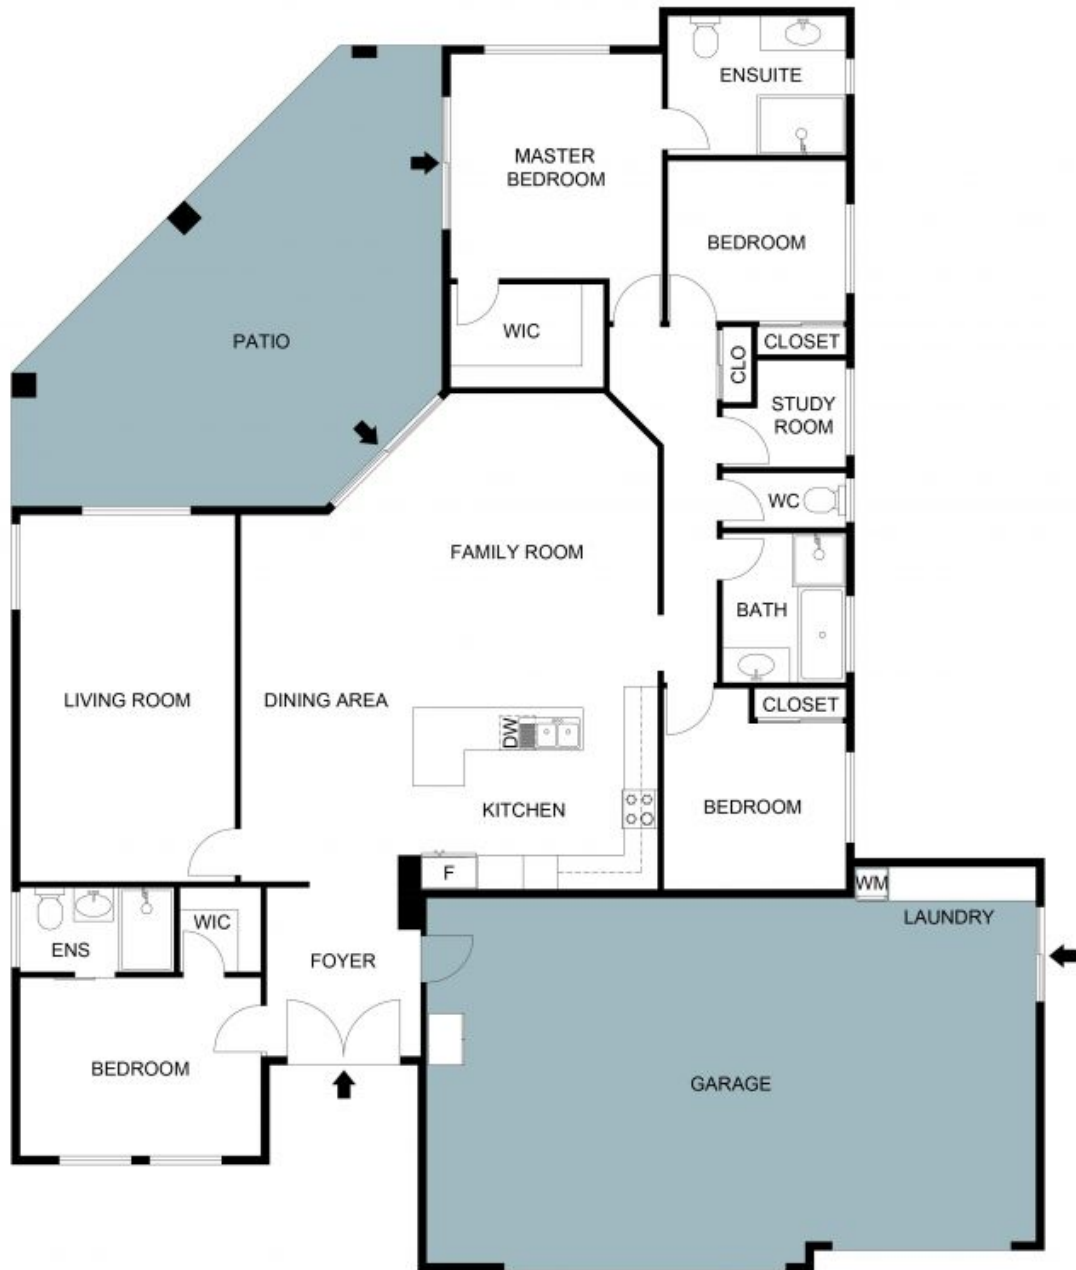 ENSUITE
MASTER
BEDROOM
BEDROOM
PATIO
WIC
CLOSET
CLO
STUDY
ROOM
WC
FAMILY ROOM
BATH
LIVING ROOM
DINING AREA
CLOSET
DW
KITCHEN
BEDROOM
F
WM
LAUNDRY
WIC
ENS
FOYER
BEDROOM
GARAGE